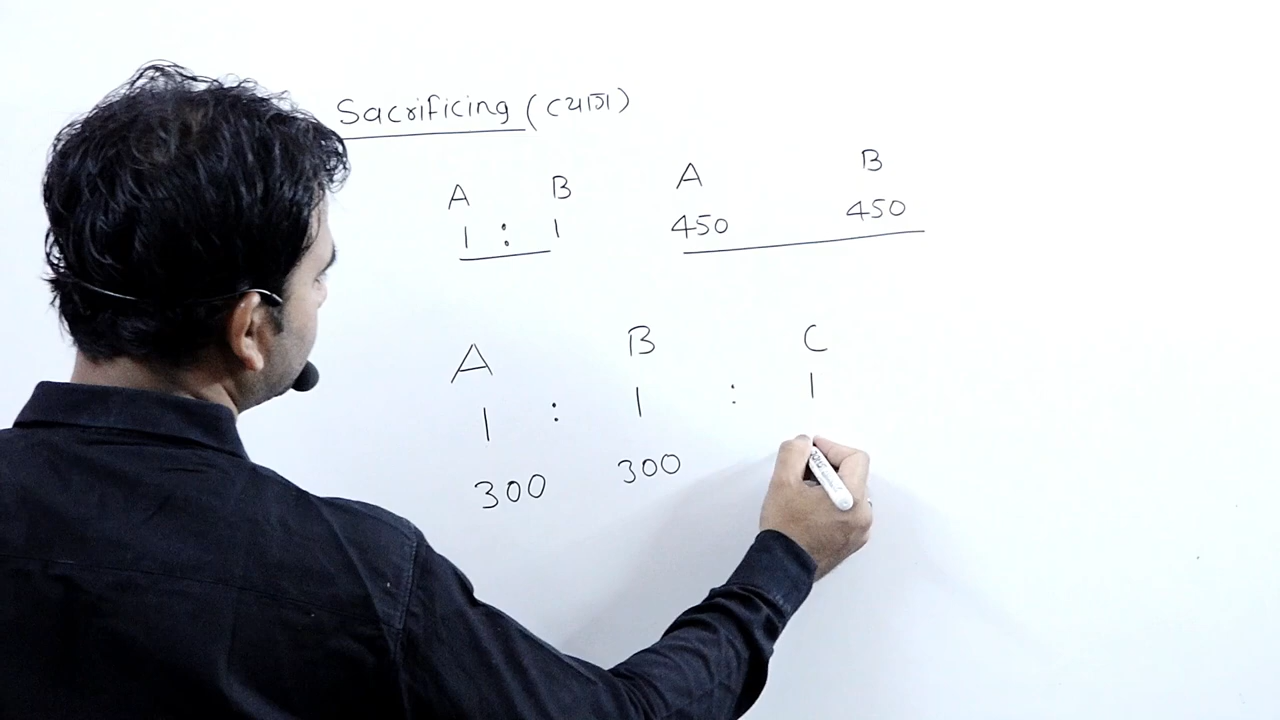 Sacrificing (ત્યાગ)
A B A B
1 : 1 450 450
A B C
1 : 1 : 1
300 300